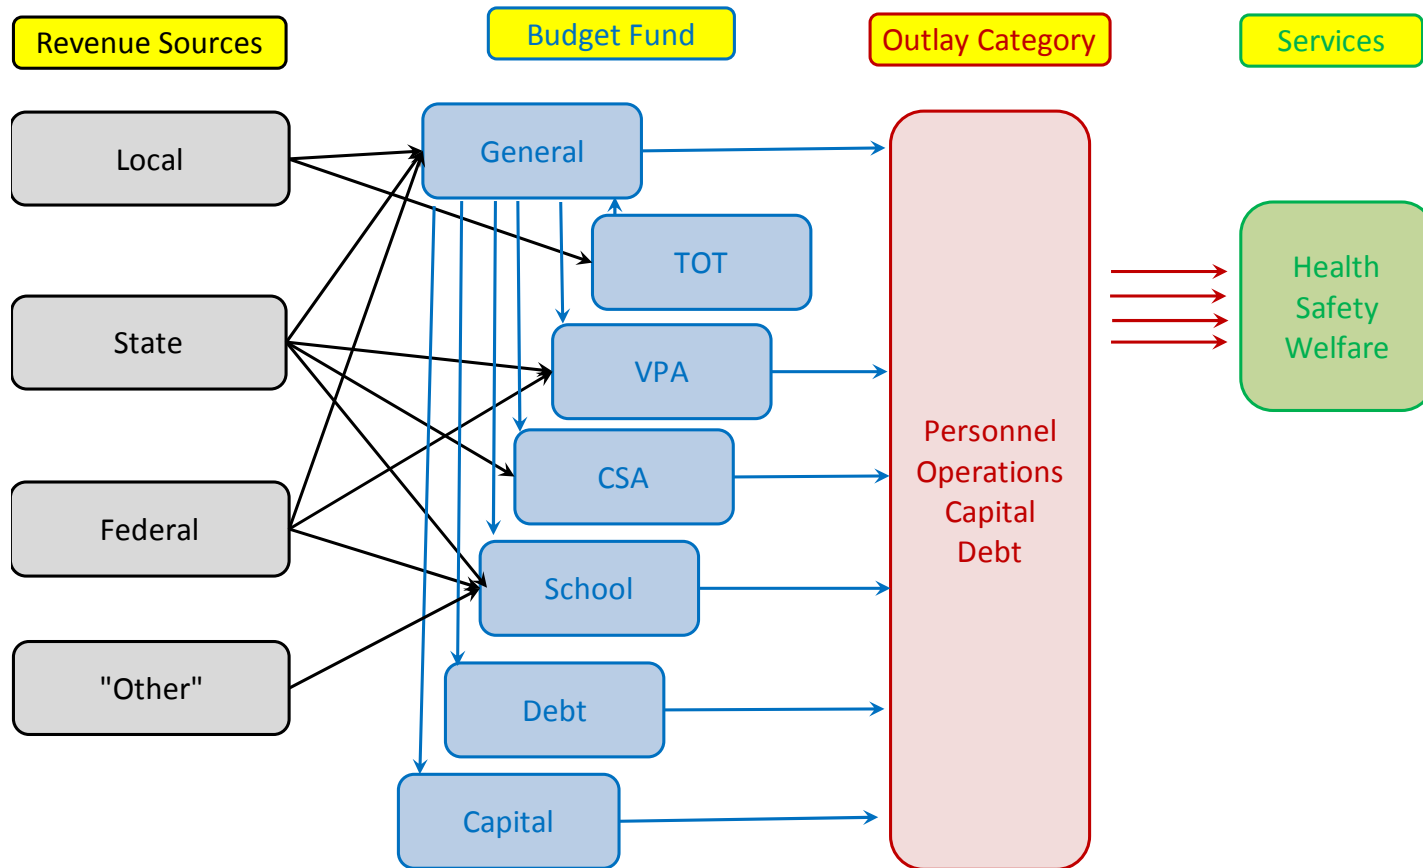 Revenue Sources
Budget Fund
Outlay Category
Services
Local
State
Federal
"Other"
General
TOT
VPA
CSA
School
Debt
Capital
Personnel
Operations
Capital
Debt
Health
Safety
Welfare